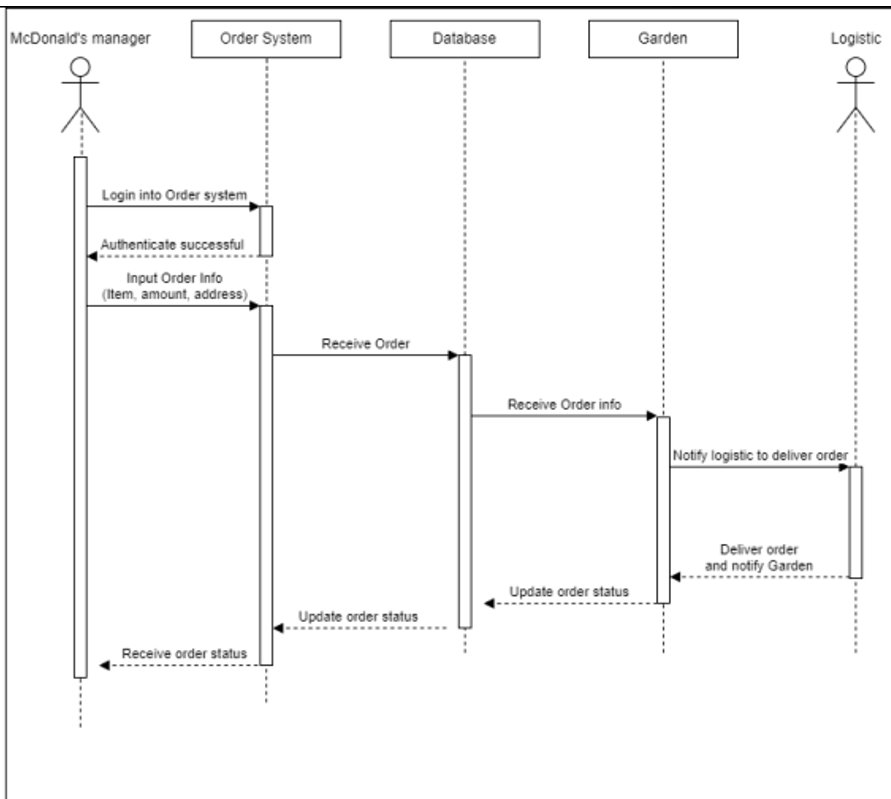 McDonald's manager
Order System
Database
Garden
Logistic
Login into Order system
Authenticate successful
Input Order Info
(Item, amount, address)
Receive Order
Receive Order info
Notify logistic to deliver order
Deliver order
and notify Garden
Update order status
Update order status
Receive order status